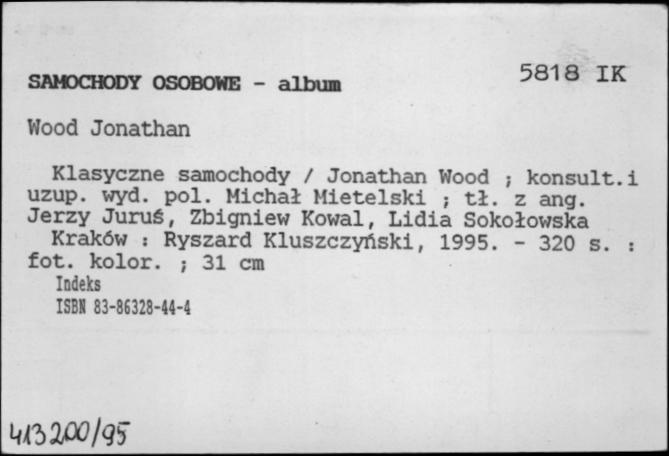 5818 IK
SAMOCHODY OSOBOWE - album
Wood Jonathan
Klasyczne samochody / Jonathan Wood ; konsult.i
uzup. wyd. pol. Michał Mietelski ; tł. z ang.
Jerzy Juruś, Zbigniew Kowal, Lidia Sokołowska
Kraków : Ryszard Kluszczyński, 1995. - 320 s. :
fot. kolor. ; 31 cm
Indeks
ISBN 83-86328-44-4
413200/95